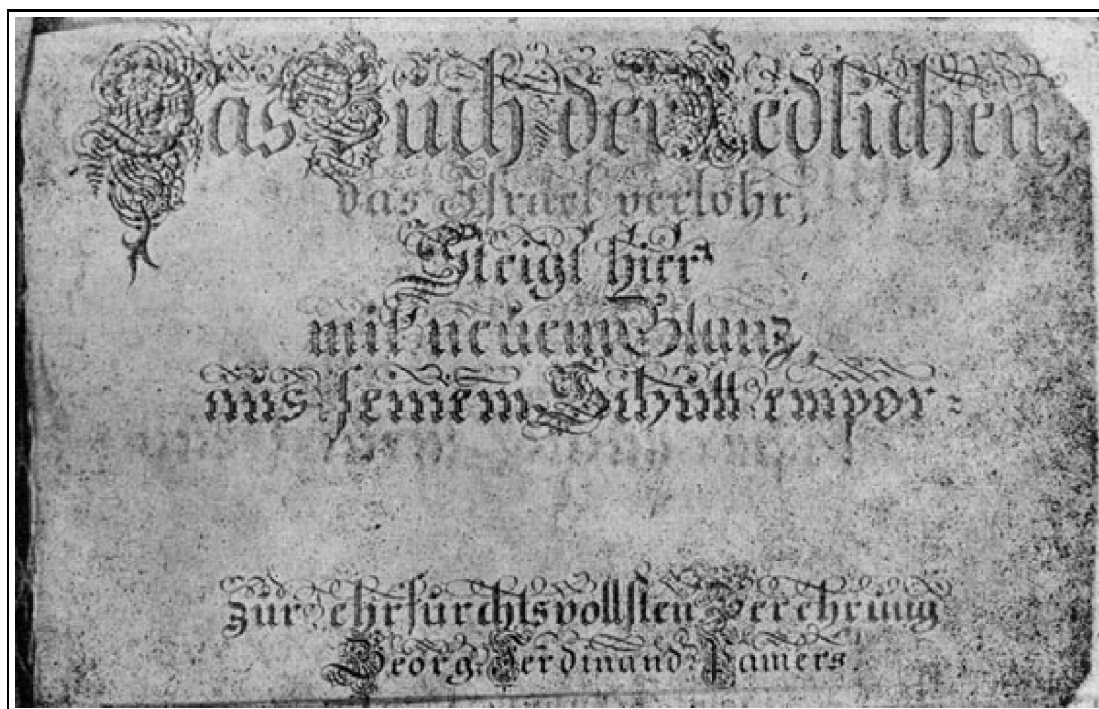 Das Buch der Redlichen,
das Israel verlohr,
Steigt hier
mit neuem Glanz,
aus seinem Schutt empor:
zur ehrfurchtsvollsten Verehrung
Georg Ferdinand Pamers.